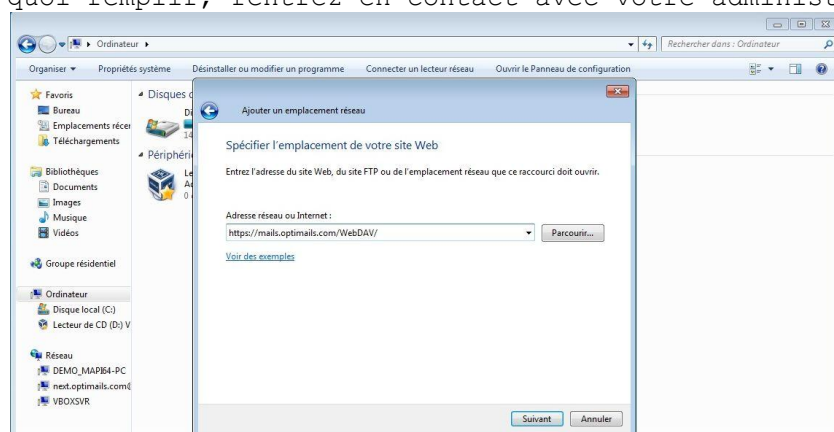 quoi remplir, rentrez en contact avec votre
Ordinateur
Rechercher dans : Ordinateur
Organiser Propriétés système Désinstaller ou modifier un programme Connecter un lecteur réseau Ouvrir le Panneau de configuration
Favoris
Bureau
Emplacements récer
Téléchargements
Bibliothèques
Documents
Images
Musique
Vidéos
Groupe résidentiel
Ordinateur
Disque local (C:)
Lecteur de CD (D:) V
Réseau
DEMO_MAPI64-PC
next.optimails.com
VBOXSVR
Disques
Di
14
Périphéri
Le
0
Ajouter un emplacement réseau
Spécifier l'emplacement de votre site Web
Entrez l'adresse du site Web, du site FTP ou de l'emplacement réseau que ce raccourci doit ouvrir.
Adresse réseau ou Internet :
https://mails.optimails.com/WebDAV/
Parcourir...
Voir des exemples
Suivant Annuler